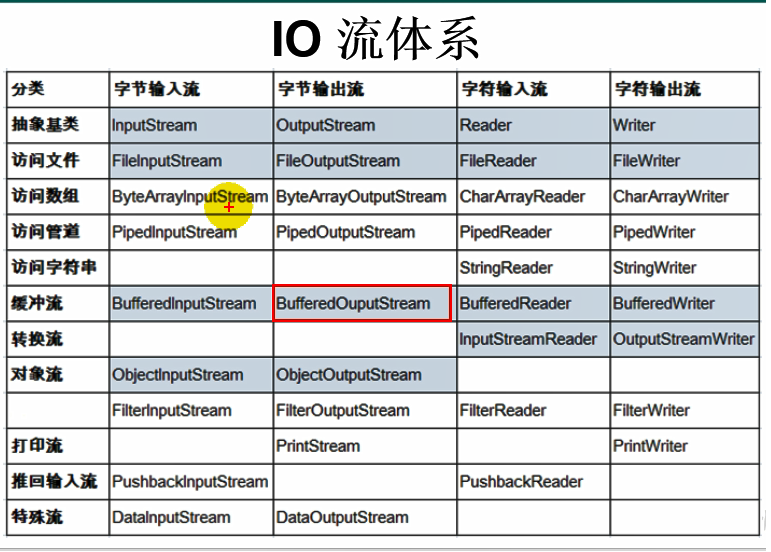 IO 流体系
分类 字节输入流 字节输出流 字符输入流 字符输出流
抽象基类 InputStream OutputStream Reader Writer
访问文件 FileInputStream FileOutputStream FileReader FileWriter
访问数组 ByteArrayInputStream ByteArrayOutputStream CharArrayReader CharArrayWriter
访问管道 PipedInputStream PipedOutputStream PipedReader PipedWriter
访问字符串 StringReader StringWriter
缓冲流 BufferedInputStream BufferedOuputStream BufferedReader BufferedWriter
转换流 InputStreamReader OutputStreamWriter
对象流 ObjectInputStream ObjectOutputStream
FilterInputStream FilterOutputStream FilterReader FilterWriter
打印流 PrintStream PrintWriter
推回输入流 PushbackInputStream PushbackReader
特殊流 DataInputStream DataOutputStream